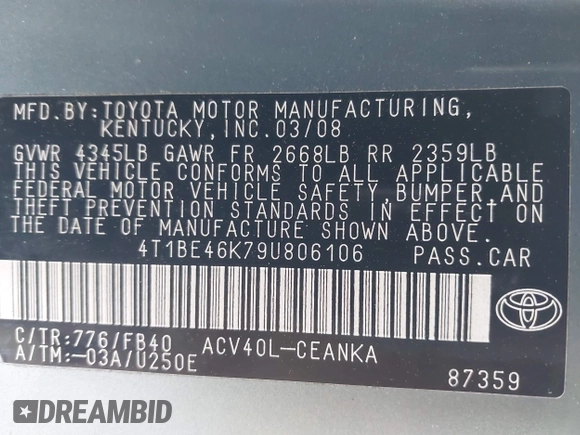 MFD.BY:TOYOTA MOTOR MANUFACTURING,
KENTUCKY,INC.03/08
GVWR 4345LB GAWR FR 2668LB RR 2359LB
THIS VEHICLE CONFORMS TO ALL APPLICABLE
FEDERAL MOTOR VEHICLE SAFETY,BUMPER,AND
THEFT PREVENTION STANDARDS IN EFFECT ON
THE DATE OF MANUFACTURE SHOWN ABOVE.
4T1BE46K79U806106 PASS.CAR
C/TR:776/FB40 ACV40L-CEANKA
A/TM:-03A/U250E
87359
DREAMBID